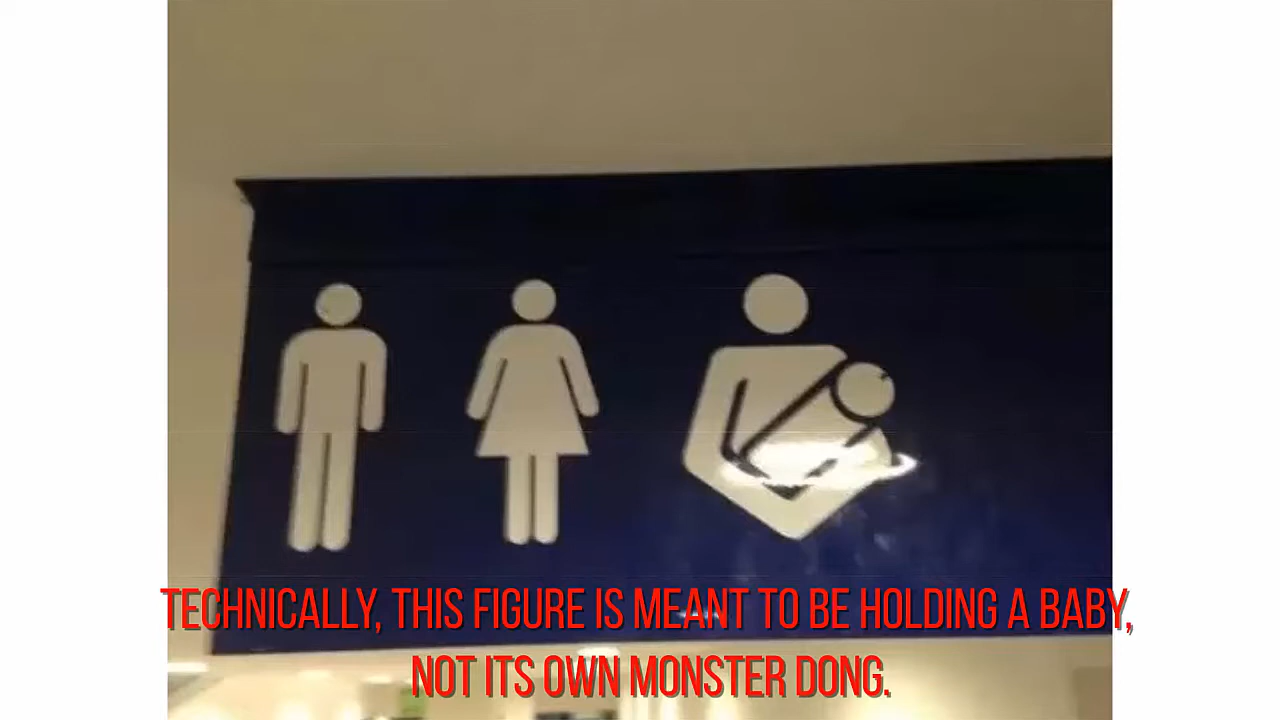 TECHNICALLY, THIS FIGURE IS MEANT TO BE HOLDING A BABY,
NOT ITS OWN MONSTER DONG.